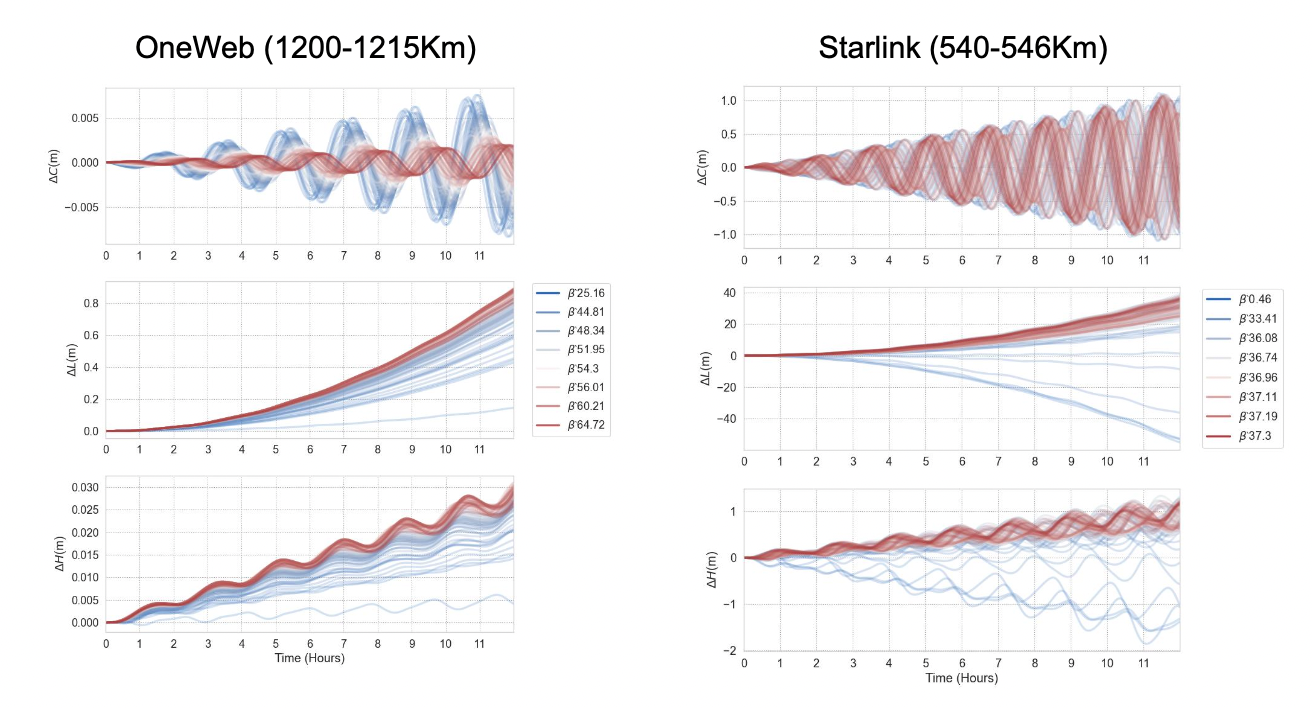 OneWeb (1200-1215Km)
0.005
0.000
−0.005
ΔC(m)
0 1 2 3 4 5 6 7 8 9 10 11
0.8
0.6
0.4
0.2
0.0
ΔL(m)
0 1 2 3 4 5 6 7 8 9 10 11
β'25.16
β'44.81
β'48.34
β'51.95
β'54.3
β'56.01
β'60.21
β'64.72
0.030
0.025
0.020
0.015
0.010
0.005
0.000
ΔH(m)
0 1 2 3 4 5 6 7 8 9 10 11
Time (Hours)
Starlink (540-546Km)
1.0
0.5
0.0
−0.5
−1.0
ΔC(m)
0 1 2 3 4 5 6 7 8 9 10 11
40
20
0
−20
−40
ΔL(m)
0 1 2 3 4 5 6 7 8 9 10 11
β'0.46
β'33.41
β'36.08
β'36.74
β'36.96
β'37.11
β'37.19
β'37.3
1
0
−1
−2
ΔH(m)
0 1 2 3 4 5 6 7 8 9 10 11
Time (Hours)